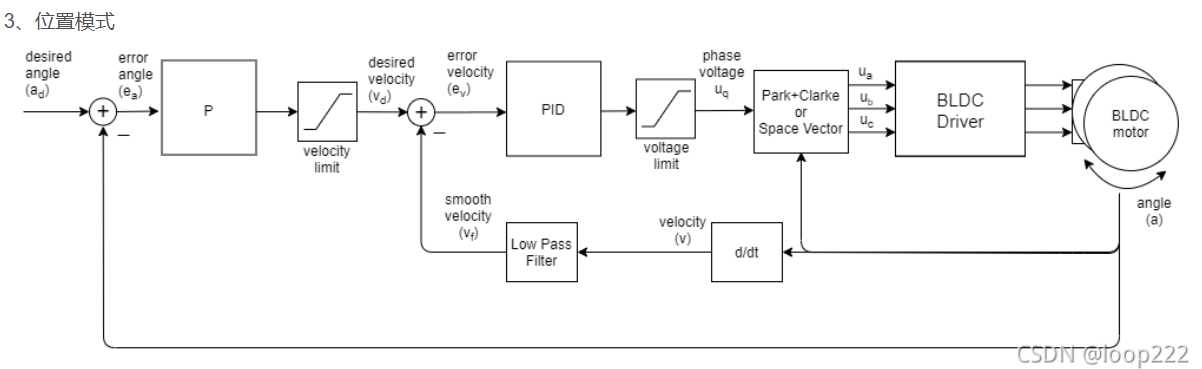 3、位置模式
desired
angle
(a_d)
error
angle
(e_a)
P
velocity
limit
desired
velocity
(v_d)
error
velocity
(e_v)
PID
voltage
limit
phase
voltage
u_q
Park+Clarke
or
Space Vector
u_a
u_b
u_c
BLDC
Driver
BLDC
motor
angle
(a)
smooth
velocity
(v_f)
Low Pass
Filter
velocity
(v)
d/dt
CSDN @loop222